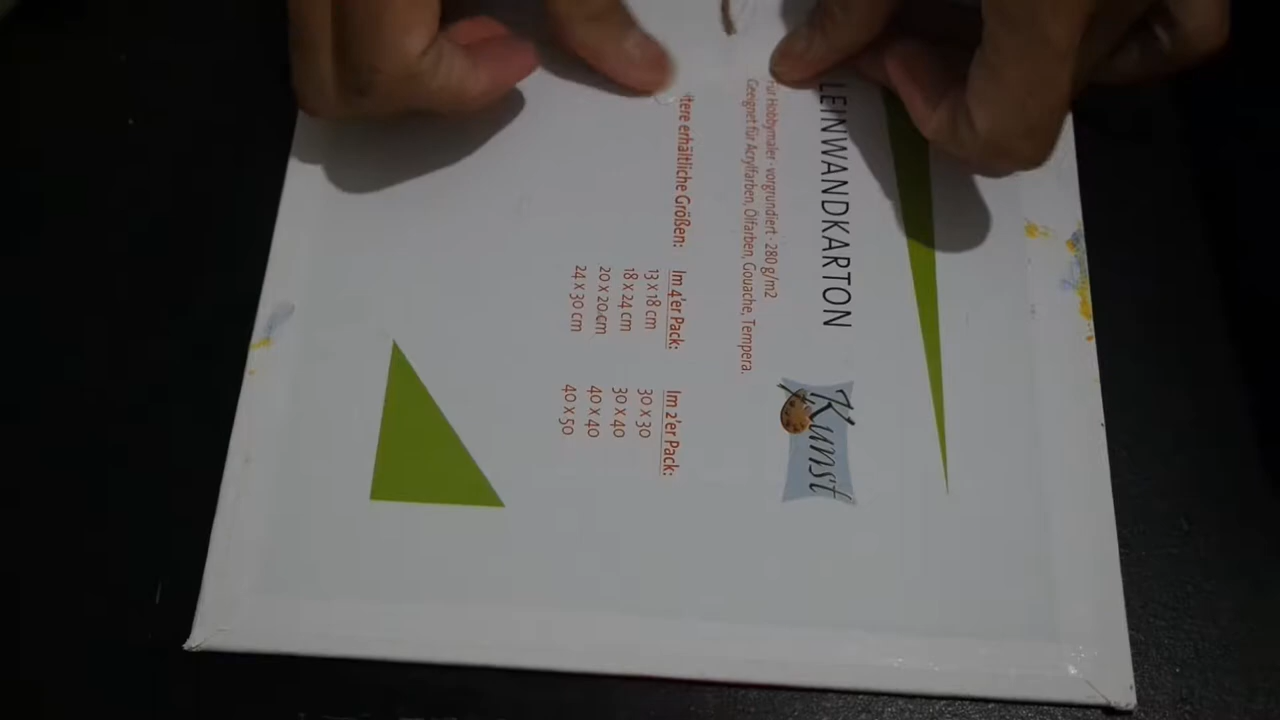 LEINWANDKARTON
Kunst
Für Hobbymaler · vorgrundiert · 280 g/m2
Geeignet für Acrylfarben, Ölfarben, Gouache, Tempera.
erhältliche Größen:
Im 4'er Pack:
13 x 18 cm
18 x 24 cm
20 x 20 cm
24 x 30 cm
Im 2'er Pack:
30 x 30
30 x 40
40 x 40
40 x 50